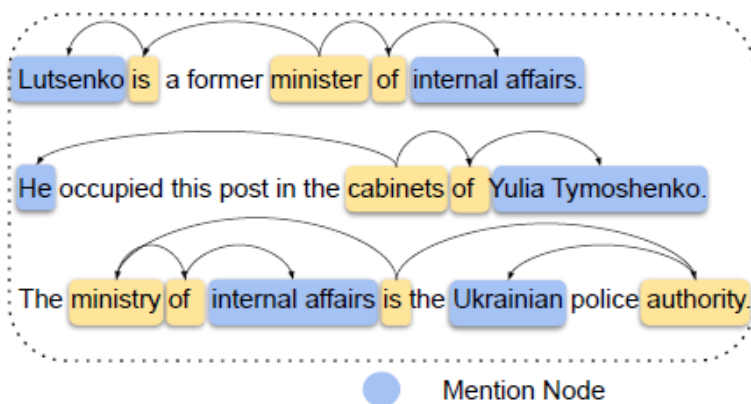 Lutsenko is a former minister of internal affairs.
He occupied this post in the cabinets of Yulia Tymoshenko.
The ministry of internal affairs is the Ukrainian police authority.
Mention Node